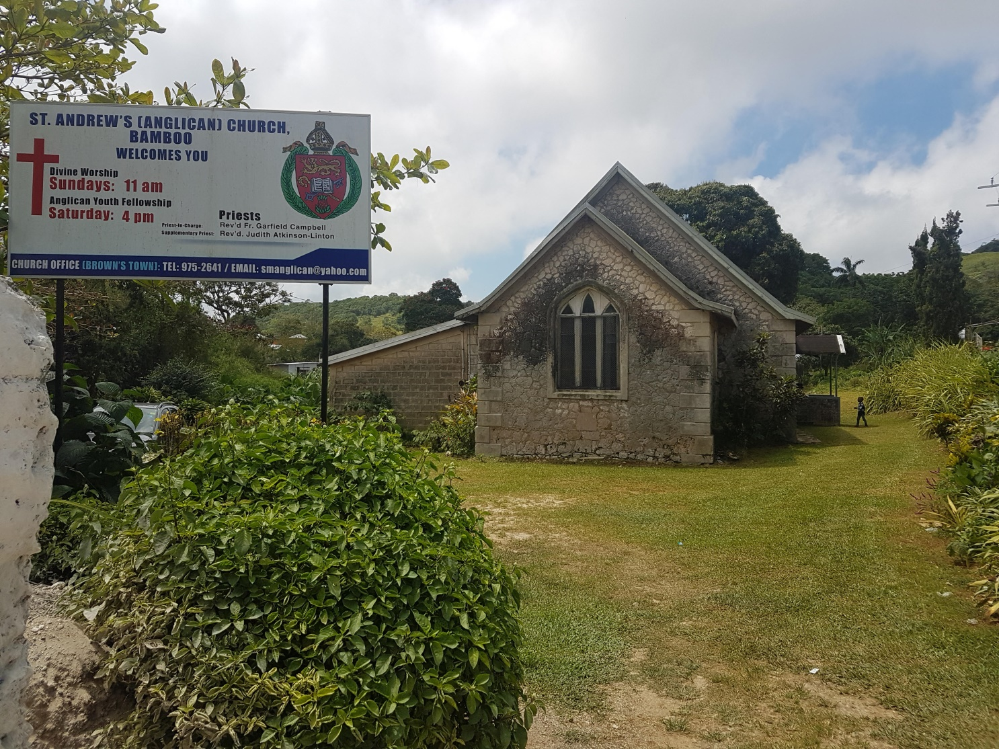 ST. ANDREW'S (ANGLICAN) CHURCH,
BAMBOO
WELCOMES YOU
Divine Worship
Sundays: 11 am
Anglican Youth Fellowship
Saturday: 4 pm
Priests
Priest-In-Charge: Rev'd Fr. Garfield Campbell
Supplementary Priest: Rev'd. Judith Atkinson-Linton
CHURCH OFFICE (BROWN'S TOWN): TEL: 975-2641 / EMAIL: smanglican@yahoo.com